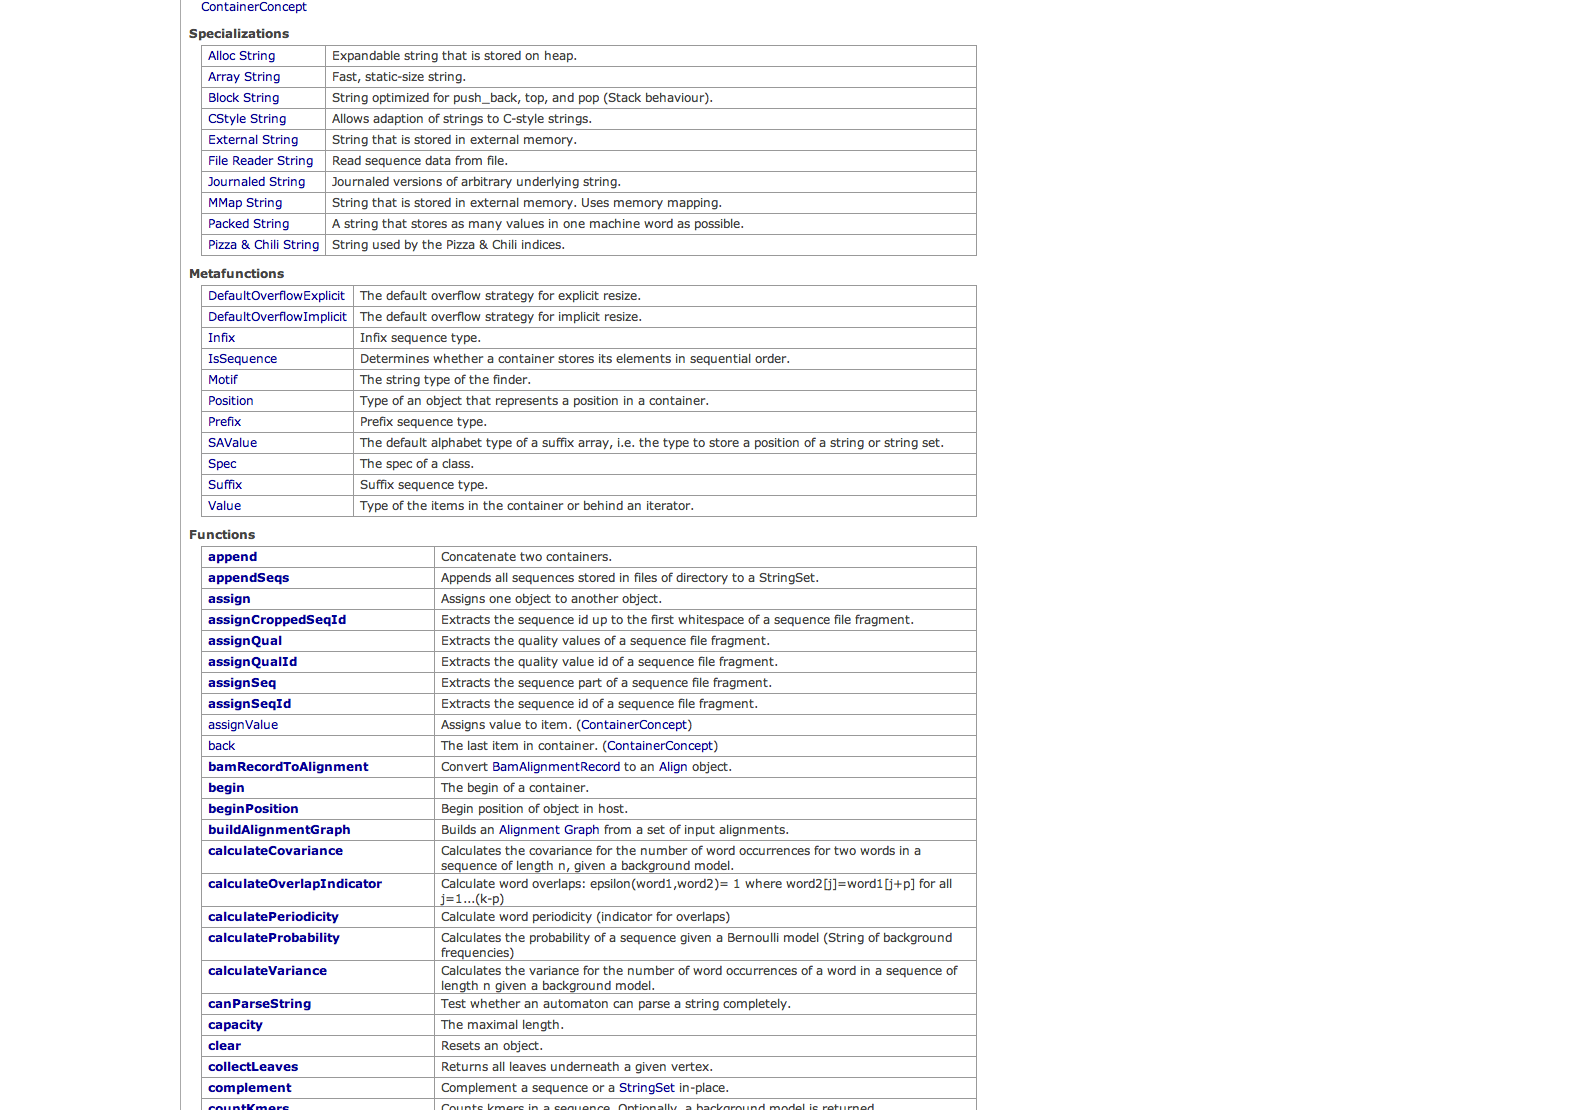 ContainerConcept
Specializations
Alloc String Expandable string that is stored on heap.
Array String Fast, static-size string.
Block String String optimized for push_back, top, and pop (Stack behaviour).
CStyle String Allows adaption of strings to C-style strings.
External String String that is stored in external memory.
File Reader String Read sequence data from file.
Journaled String Journaled versions of arbitrary underlying string.
MMap String String that is stored in external memory. Uses memory mapping.
Packed String A string that stores as many values in one machine word as possible.
Pizza & Chili String String used by the Pizza & Chili indices.
Metafunctions
DefaultOverflowExplicit The default overflow strategy for explicit resize.
DefaultOverflowImplicit The default overflow strategy for implicit resize.
Infix Infix sequence type.
IsSequence Determines whether a container stores its elements in sequential order.
Motif The string type of the finder.
Position Type of an object that represents a position in a container.
Prefix Prefix sequence type.
SAValue The default alphabet type of a suffix array, i.e. the type to store a position of a string or string set.
Spec The spec of a class.
Suffix Suffix sequence type.
Value Type of the items in the container or behind an iterator.
Functions
append Concatenate two containers.
appendSeqs Appends all sequences stored in files of directory to a StringSet.
assign Assigns one object to another object.
assignCroppedSeqId Extracts the sequence id up to the first whitespace of a sequence file fragment.
assignQual Extracts the quality values of a sequence file fragment.
assignQualId Extracts the quality value id of a sequence file fragment.
assignSeq Extracts the sequence part of a sequence file fragment.
assignSeqId Extracts the sequence id of a sequence file fragment.
assignValue Assigns value to item. (ContainerConcept)
back The last item in container. (ContainerConcept)
bamRecordToAlignment Convert BamAlignmentRecord to an Align object.
begin The begin of a container.
beginPosition Begin position of object in host.
buildAlignmentGraph Builds an Alignment Graph from a set of input alignments.
calculateCovariance Calculates the covariance for the number of word occurrences for two words in a
sequence of length n, given a background model.
calculateOverlapIndicator Calculate word overlaps: epsilon(word1,word2)= 1 where word2[j]=word1[j+p] for all
j=1...(k-p)
calculatePeriodicity Calculate word periodicity (indicator for overlaps)
calculateProbability Calculates the probability of a sequence given a Bernoulli model (String of background
frequencies)
calculateVariance Calculates the variance for the number of word occurrences of a word in a sequence of
length n given a background model.
canParseString Test whether an automaton can parse a string completely.
capacity The maximal length.
clear Resets an object.
collectLeaves Returns all leaves underneath a given vertex.
complement Complement a sequence or a StringSet in-place.
countKmers Counts kmers in a sequence. Optionally, a background model is returned.